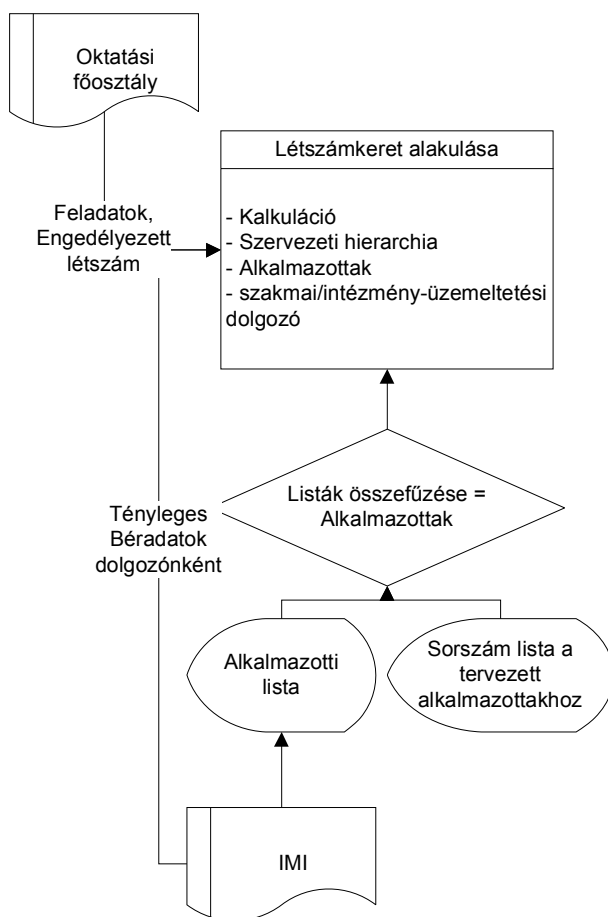 Oktatási
főosztály
Létszámkeret alakulása
Feladatok,
Engedélyezett
létszám
- Kalkuláció
- Szervezeti hierarchia
- Alkalmazottak
- szakmai/intézmény-üzemeltetési
dolgozó
Listák összefűzése =
Alkalmazottak
Tényleges
Béradatok
dolgozónként
Alkalmazotti
lista
Sorszám lista a
tervezett
alkalmazottakhoz
IMI